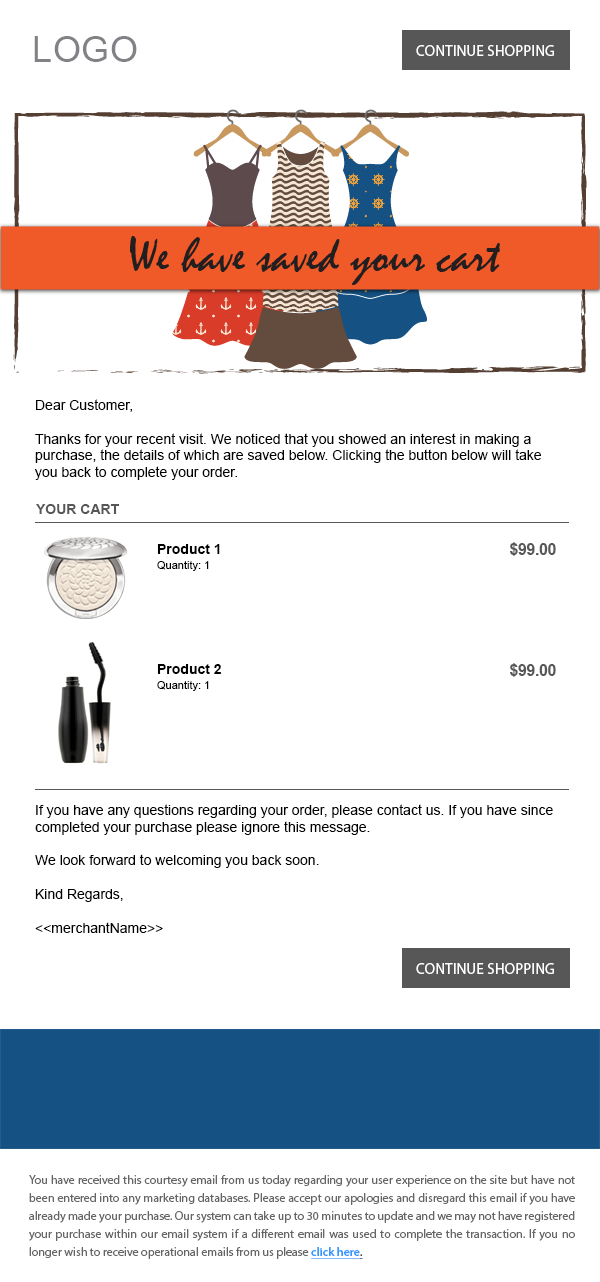 LOGO
CONTINUE SHOPPING
We have saved your cart
Dear Customer,
Thanks for your recent visit. We noticed that you showed an interest in making a
purchase, the details of which are saved below. Clicking the button below will take
you back to complete your order.
YOUR CART
Product 1
$99.00
Quantity: 1
Product 2
$99.00
Quantity: 1
If you have any questions regarding your order, please contact us. If you have since
completed your purchase please ignore this message.
We look forward to welcoming you back soon.
Kind Regards,
<<merchantName>>
CONTINUE SHOPPING
You have received this courtesy email from us today regarding your user experience on the site but have not
been entered into any marketing databases. Please accept our apologies and disregard this email if you have
already made your purchase. Our system can take up to 30 minutes to update and we may not have registered
your purchase within our email system if a different email was used to complete the transaction. If you no
longer wish to receive operational emails from us please click here.